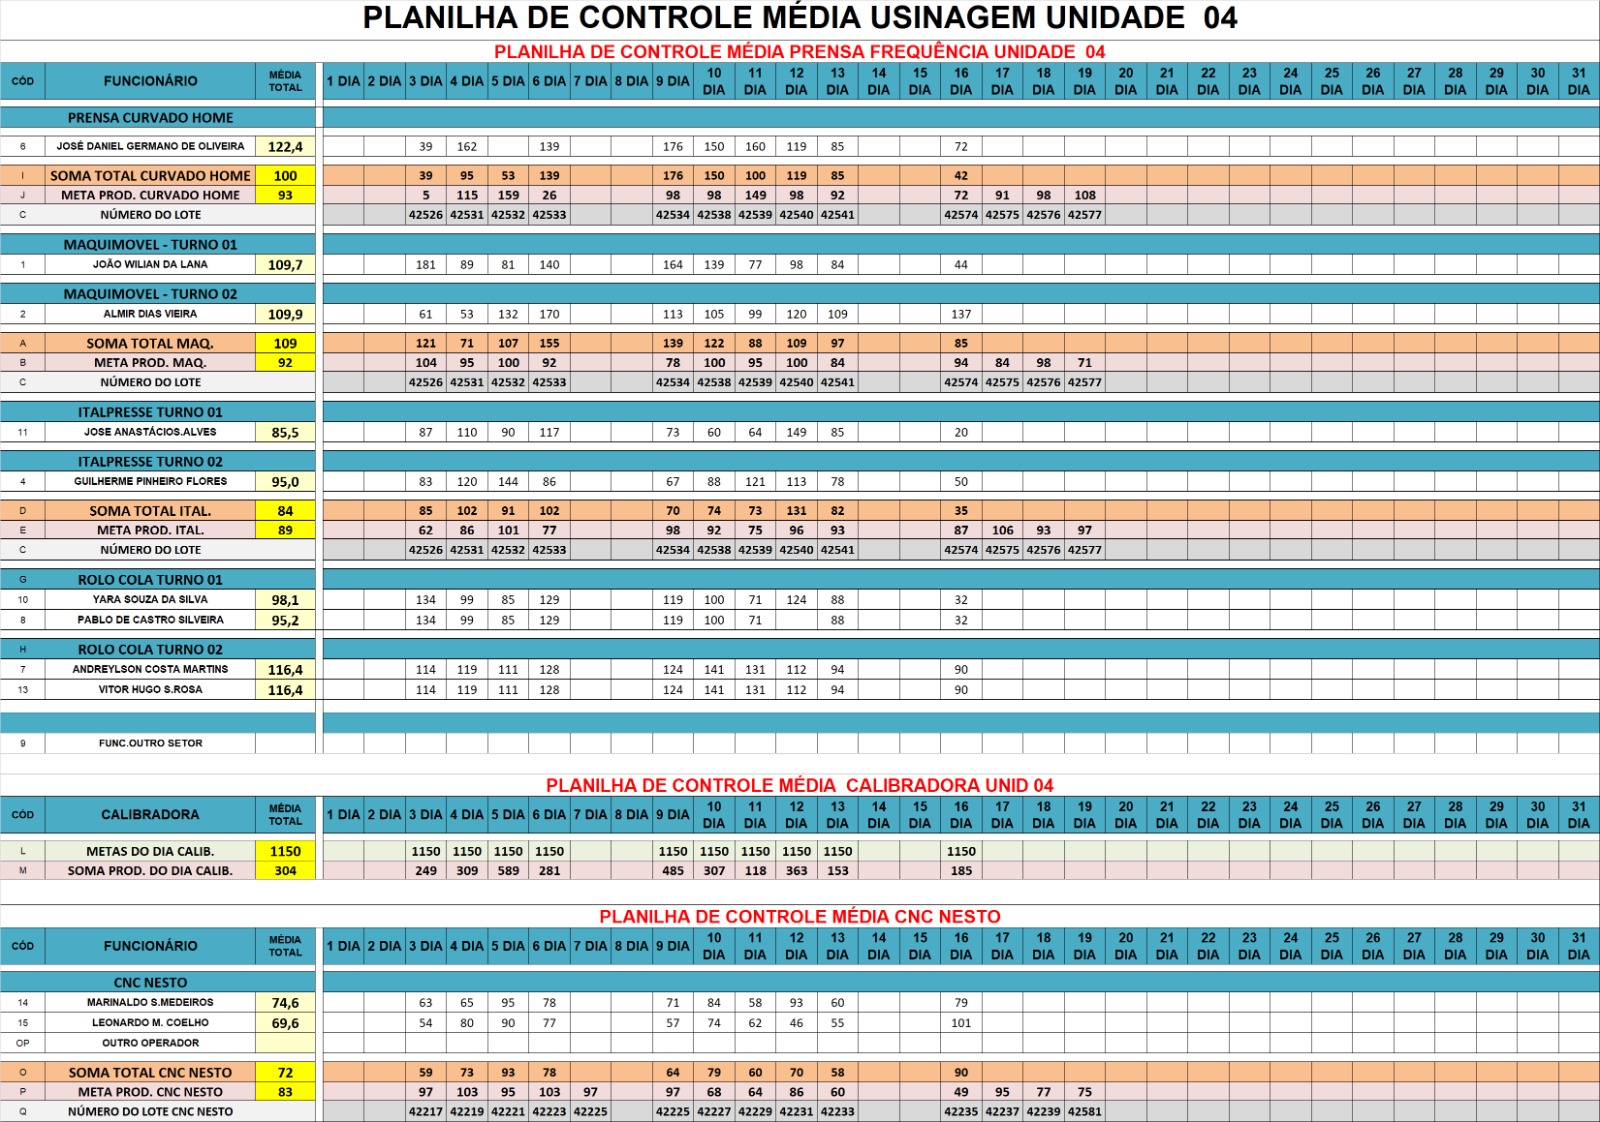 PLANILHA DE CONTROLE MÉDIA USINAGEM UNIDADE 04
PLANILHA DE CONTROLE MÉDIA PRENSA FREQUÊNCIA UNIDADE 04
CÓD FUNCIONÁRIO MÉDIA TOTAL 1 DIA 2 DIA 3 DIA 4 DIA 5 DIA 6 DIA 7 DIA 8 DIA 9 DIA 10 DIA 11 DIA 12 DIA 13 DIA 14 DIA 15 DIA 16 DIA 17 DIA 18 DIA 19 DIA 20 DIA 21 DIA 22 DIA 23 DIA 24 DIA 25 DIA 26 DIA 27 DIA 28 DIA 29 DIA 30 DIA 31 DIA
PRENSA CURVADO HOME
6 JOSÉ DANIEL GERMANO DE OLIVEIRA 122,4 39 162 139 176 150 160 119 85 72
I SOMA TOTAL CURVADO HOME 100 39 95 53 139 176 150 100 119 85 42
J META PROD. CURVADO HOME 93 5 115 159 26 98 98 149 98 92 72 91 98 108
C NÚMERO DO LOTE 42526 42531 42532 42533 42534 42538 42539 42540 42541 42574 42575 42576 42577
MAQUIMOVEL - TURNO 01
1 JOÃO WILIAN DA LANA 109,7 181 89 81 140 164 139 77 98 84 44
MAQUIMOVEL - TURNO 02
2 ALMIR DIAS VIEIRA 109,9 61 53 132 170 113 105 99 120 109 137
A SOMA TOTAL MAQ. 109 121 71 107 155 139 122 88 109 97 85
B META PROD. MAQ. 92 104 95 100 92 78 100 95 100 84 94 84 98 71
C NÚMERO DO LOTE 42526 42531 42532 42533 42534 42538 42539 42540 42541 42574 42575 42576 42577
ITALPRESSE TURNO 01
11 JOSE ANASTÁCIOS.ALVES 85,5 87 110 90 117 73 60 64 149 85 20
ITALPRESSE TURNO 02
4 GUILHERME PINHEIRO FLORES 95,0 83 120 144 86 67 88 121 113 78 50
D SOMA TOTAL ITAL. 84 85 102 91 102 70 74 73 131 82 35
E META PROD. ITAL. 89 62 86 101 77 98 92 75 96 93 87 106 93 97
C NÚMERO DO LOTE 42526 42531 42532 42533 42534 42538 42539 42540 42541 42574 42575 42576 42577
G ROLO COLA TURNO 01
10 YARA SOUZA DA SILVA 98,1 134 99 85 129 119 100 71 124 88 32
8 PABLO DE CASTRO SILVEIRA 95,2 134 99 85 129 119 100 71 88 32
H ROLO COLA TURNO 02
7 ANDREYLSON COSTA MARTINS 116,4 114 119 111 128 124 141 131 112 94 90
13 VITOR HUGO S.ROSA 116,4 114 119 111 128 124 141 131 112 94 90
9 FUNC.OUTRO SETOR
PLANILHA DE CONTROLE MÉDIA CALIBRADORA UNID 04
CÓD CALIBRADORA MÉDIA TOTAL 1 DIA 2 DIA 3 DIA 4 DIA 5 DIA 6 DIA 7 DIA 8 DIA 9 DIA 10 DIA 11 DIA 12 DIA 13 DIA 14 DIA 15 DIA 16 DIA 17 DIA 18 DIA 19 DIA 20 DIA 21 DIA 22 DIA 23 DIA 24 DIA 25 DIA 26 DIA 27 DIA 28 DIA 29 DIA 30 DIA 31 DIA
L METAS DO DIA CALIB. 1150 1150 1150 1150 1150 1150 1150 1150 1150 1150 1150
M SOMA PROD. DO DIA CALIB. 304 249 309 589 281 485 307 118 363 153 185
PLANILHA DE CONTROLE MÉDIA CNC NESTO
CÓD FUNCIONÁRIO MÉDIA TOTAL 1 DIA 2 DIA 3 DIA 4 DIA 5 DIA 6 DIA 7 DIA 8 DIA 9 DIA 10 DIA 11 DIA 12 DIA 13 DIA 14 DIA 15 DIA 16 DIA 17 DIA 18 DIA 19 DIA 20 DIA 21 DIA 22 DIA 23 DIA 24 DIA 25 DIA 26 DIA 27 DIA 28 DIA 29 DIA 30 DIA 31 DIA
CNC NESTO
14 MARINALDO S.MEDEIROS 74,6 63 65 95 78 71 84 58 93 60 79
15 LEONARDO M. COELHO 69,6 54 80 90 77 57 74 62 46 55 101
OP OUTRO OPERADOR
O SOMA TOTAL CNC NESTO 72 59 73 93 78 64 79 60 70 58 90
P META PROD. CNC NESTO 83 97 103 95 103 97 97 68 64 86 60 49 95 77 75
Q NÚMERO DO LOTE CNC NESTO 42217 42219 42221 42223 42225 42225 42227 42229 42231 42233 42235 42237 42239 42581